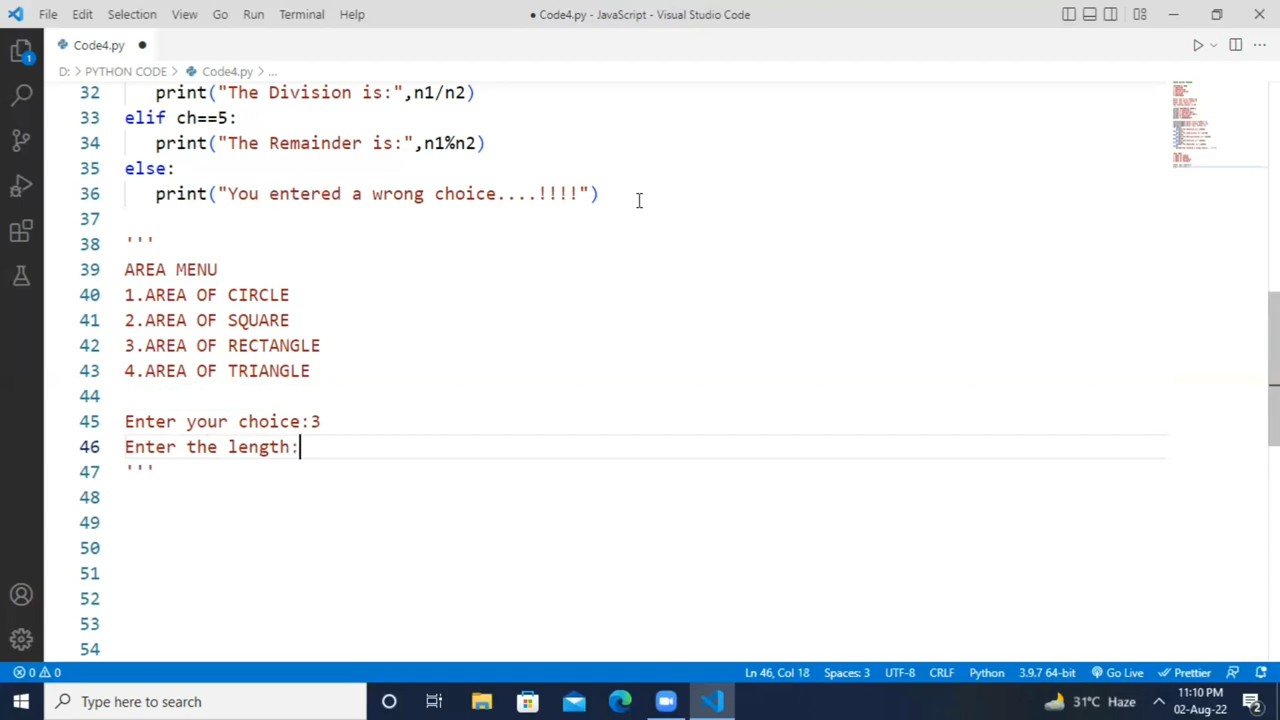 File Edit Selection View Go Run Terminal Help
● Code4.py - JavaScript - Visual Studio Code
Code4.py ●
D: > PYTHON CODE > Code4.py > ...
32 print("The Division is:",n1/n2)
33 elif ch==5:
34 print("The Remainder is:",n1%n2)
35 else:
36 print("You entered a wrong choice....!!!!")
37
38 '''
39 AREA MENU
40 1.AREA OF CIRCLE
41 2.AREA OF SQUARE
42 3.AREA OF RECTANGLE
43 4.AREA OF TRIANGLE
44
45 Enter your choice:3
46 Enter the length:
47 '''
48
49
50
51
52
53
54
0 0 Ln 46, Col 18 Spaces: 3 UTF-8 CRLF Python 3.9.7 64-bit Go Live Prettier
Type here to search
31°C Haze
11:10 PM
02-Aug-22
2
1